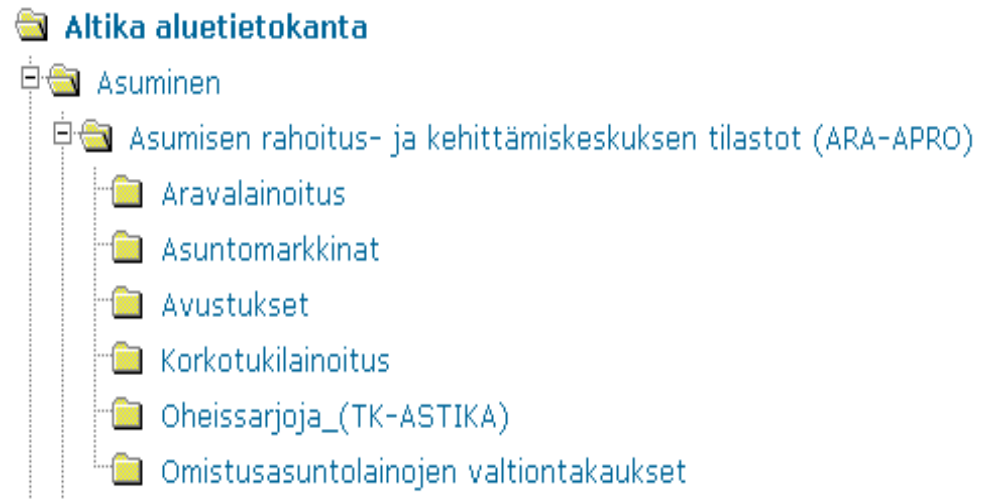 Altika aluetietokanta
Asuminen
Asumisen rahoitus- ja kehittämiskeskuksen tilastot (ARA-APRO)
Aravalainoitus
Asuntomarkkinat
Avustukset
Korkotukilainoitus
Oheissarjoja_(TK-ASTIKA)
Omistusasuntolainojen valtiontakaukset